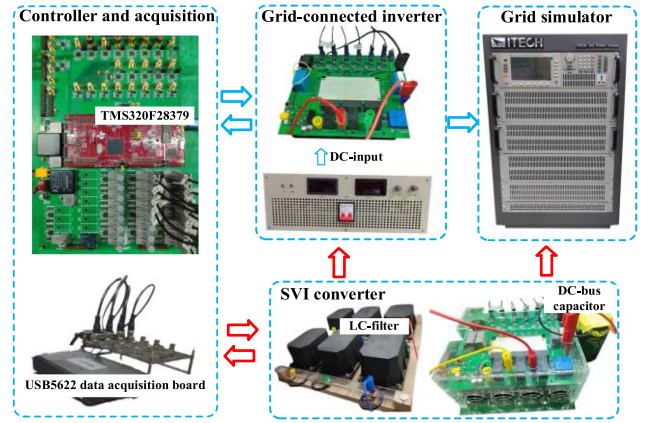 Controller and acquisition
Grid-connected inverter
Grid simulator
ITECH
TMS320F28379
DC-input
SVI converter
DC-bus
capacitor
LC-filter
USB5622 data acquisition board